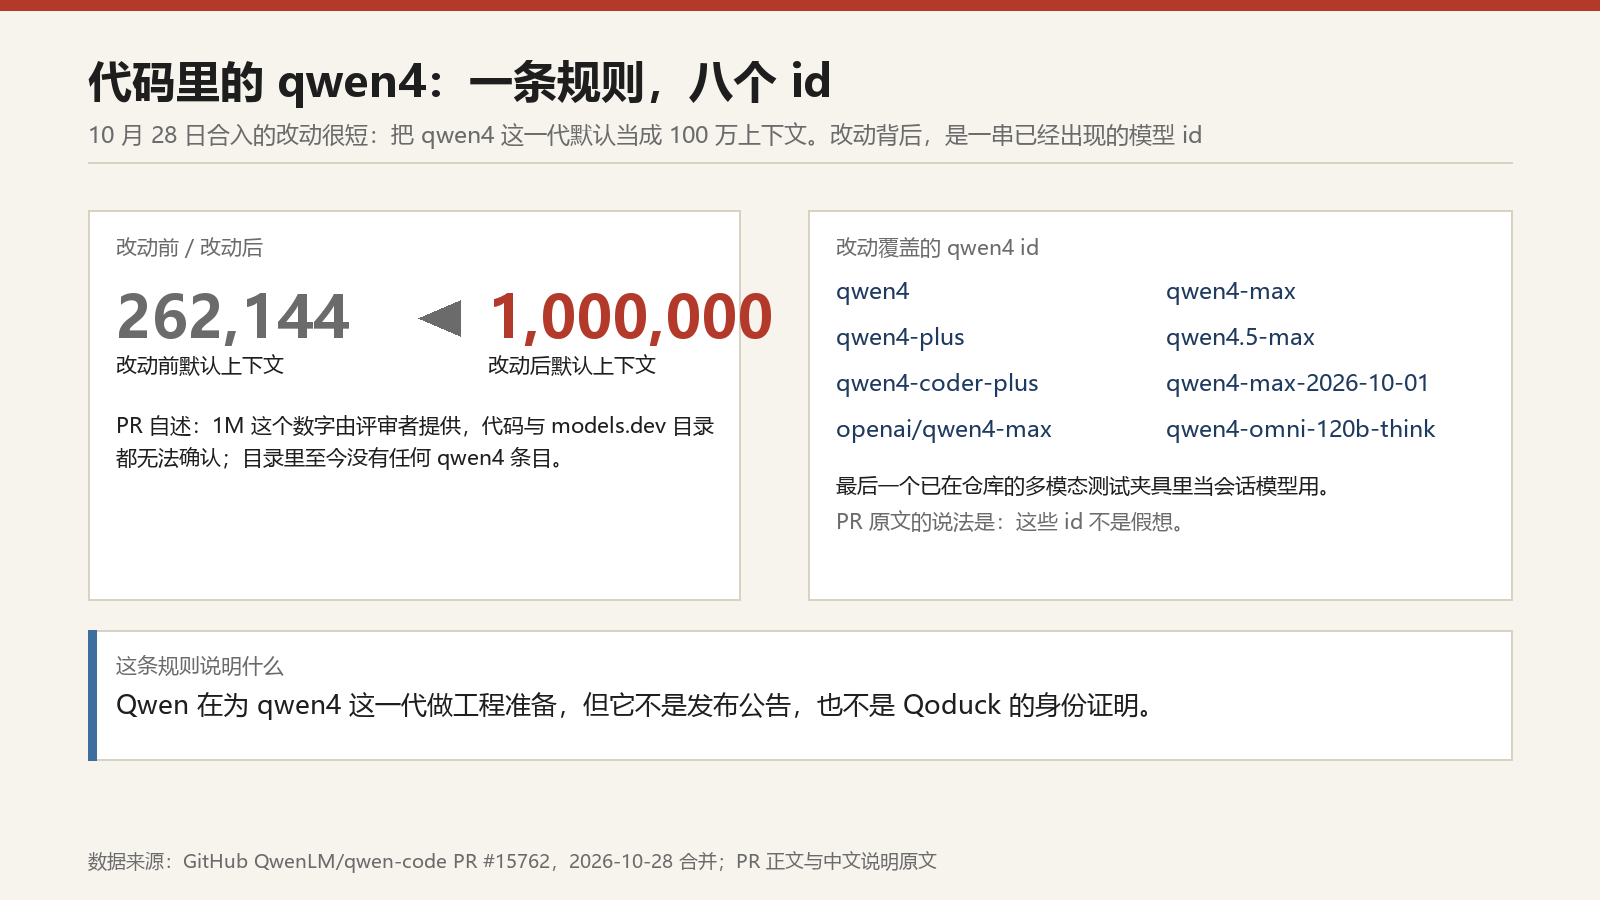 代码里的 qwen4：一条规则，八个 id
10 月 28 日合入的改动很短：把 qwen4 这一代默认当成 100 万上下文。改动背后，是一串已经出现的模型 id
改动前 / 改动后
262,144 ◀ 1,000,000
改动前默认上下文 改动后默认上下文
PR 自述：1M 这个数字由评审者提供，代码与 models.dev 目录
都无法确认；目录里至今没有任何 qwen4 条目。
改动覆盖的 qwen4 id
qwen4 qwen4-max
qwen4-plus qwen4.5-max
qwen4-coder-plus qwen4-max-2026-10-01
openai/qwen4-max qwen4-omni-120b-think
最后一个已在仓库的多模态测试夹具里当会话模型用。
PR 原文的说法是：这些 id 不是假想。
这条规则说明什么
Qwen 在为 qwen4 这一代做工程准备，但它不是发布公告，也不是 Qoduck 的身份证明。
数据来源：GitHub QwenLM/qwen-code PR #15762，2026-10-28 合并；PR 正文与中文说明原文